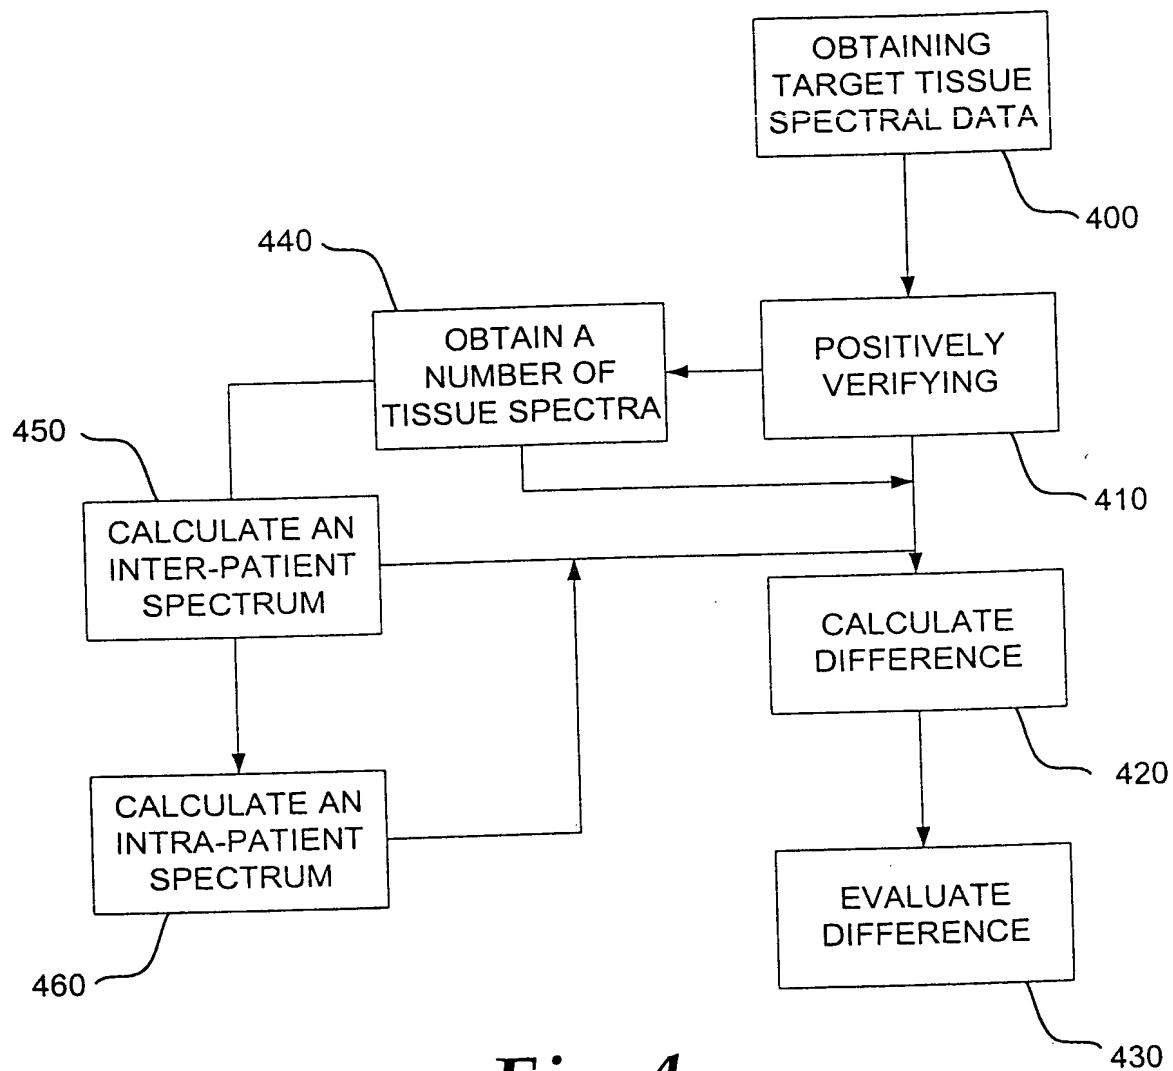 OBTAINING
TARGET TISSUE
SPECTRAL DATA
400
440
OBTAIN A
NUMBER OF
TISSUE SPECTRA
POSITIVELY
VERIFYING
450
410
CALCULATE AN
INTER-PATIENT
SPECTRUM
CALCULATE
DIFFERENCE
420
CALCULATE AN
INTRA-PATIENT
SPECTRUM
460
EVALUATE
DIFFERENCE
430